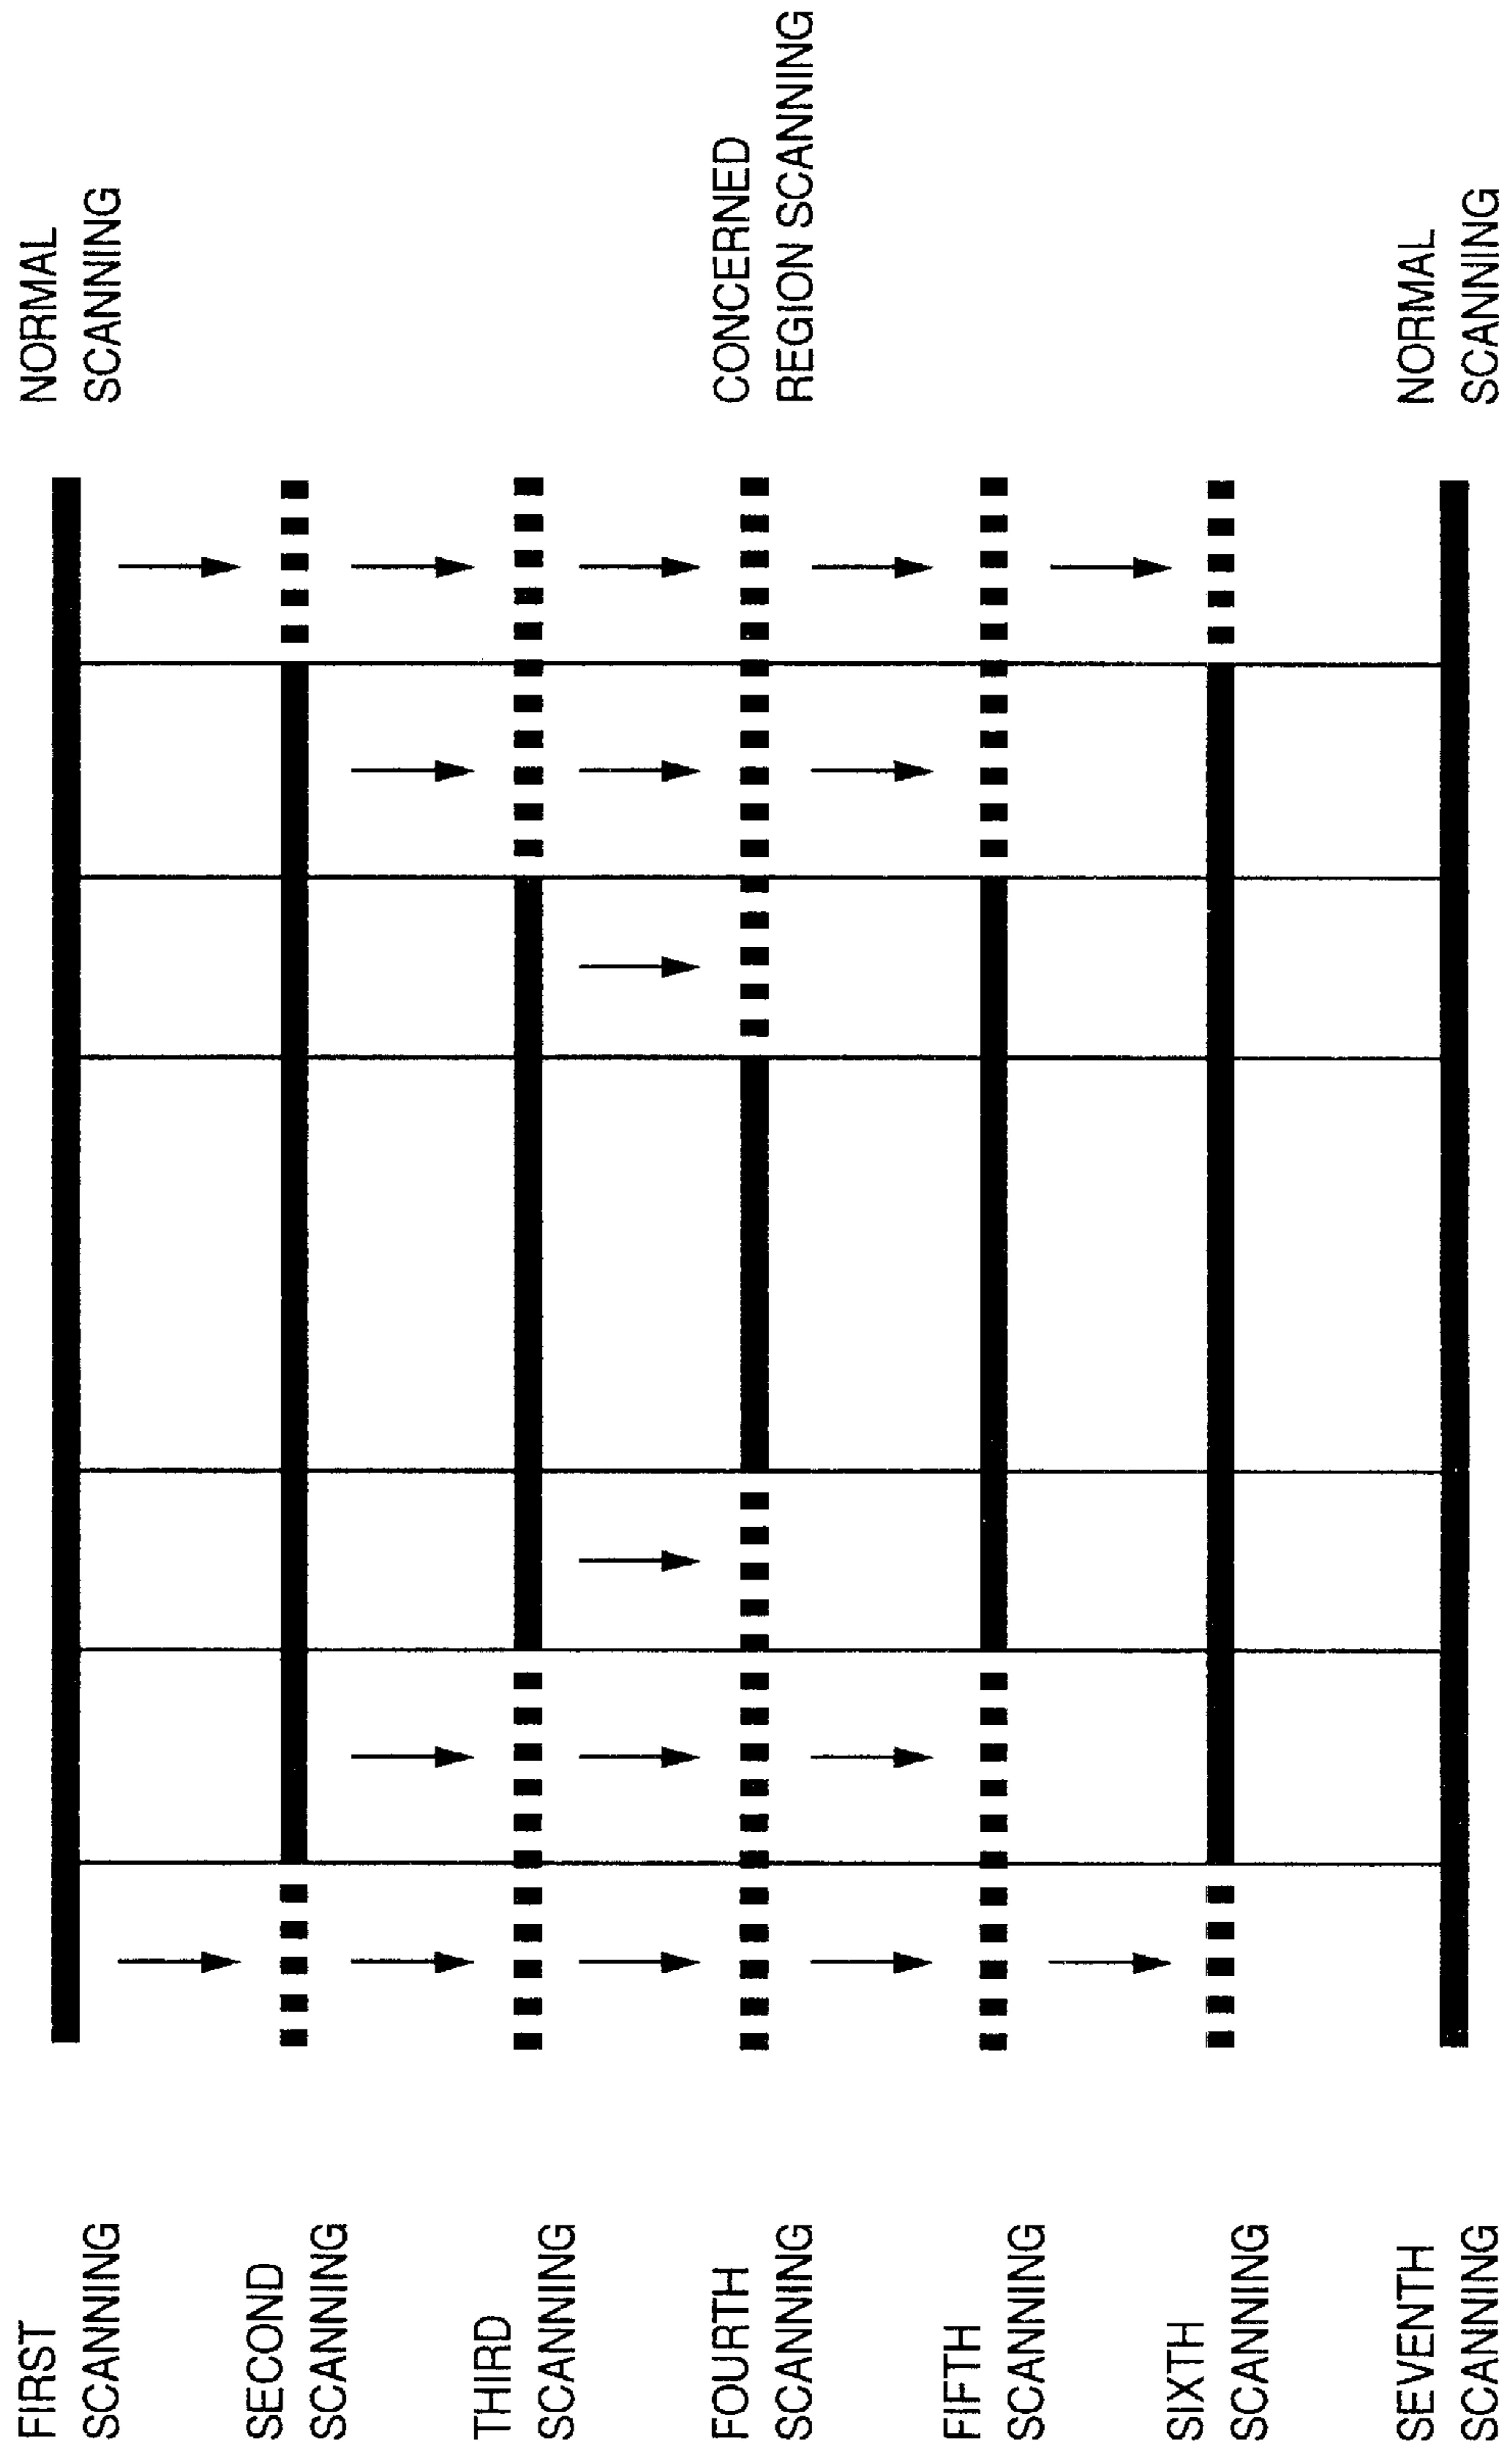 FIRST
SCANNING
NORMAL
SCANNING
SECOND
SCANNING
THIRD
SCANNING
FOURTH
SCANNING
CONCERNED
REGION SCANNING
FIFTH
SCANNING
SIXTH
SCANNING
SEVENTH
SCANNING
NORMAL
SCANNING